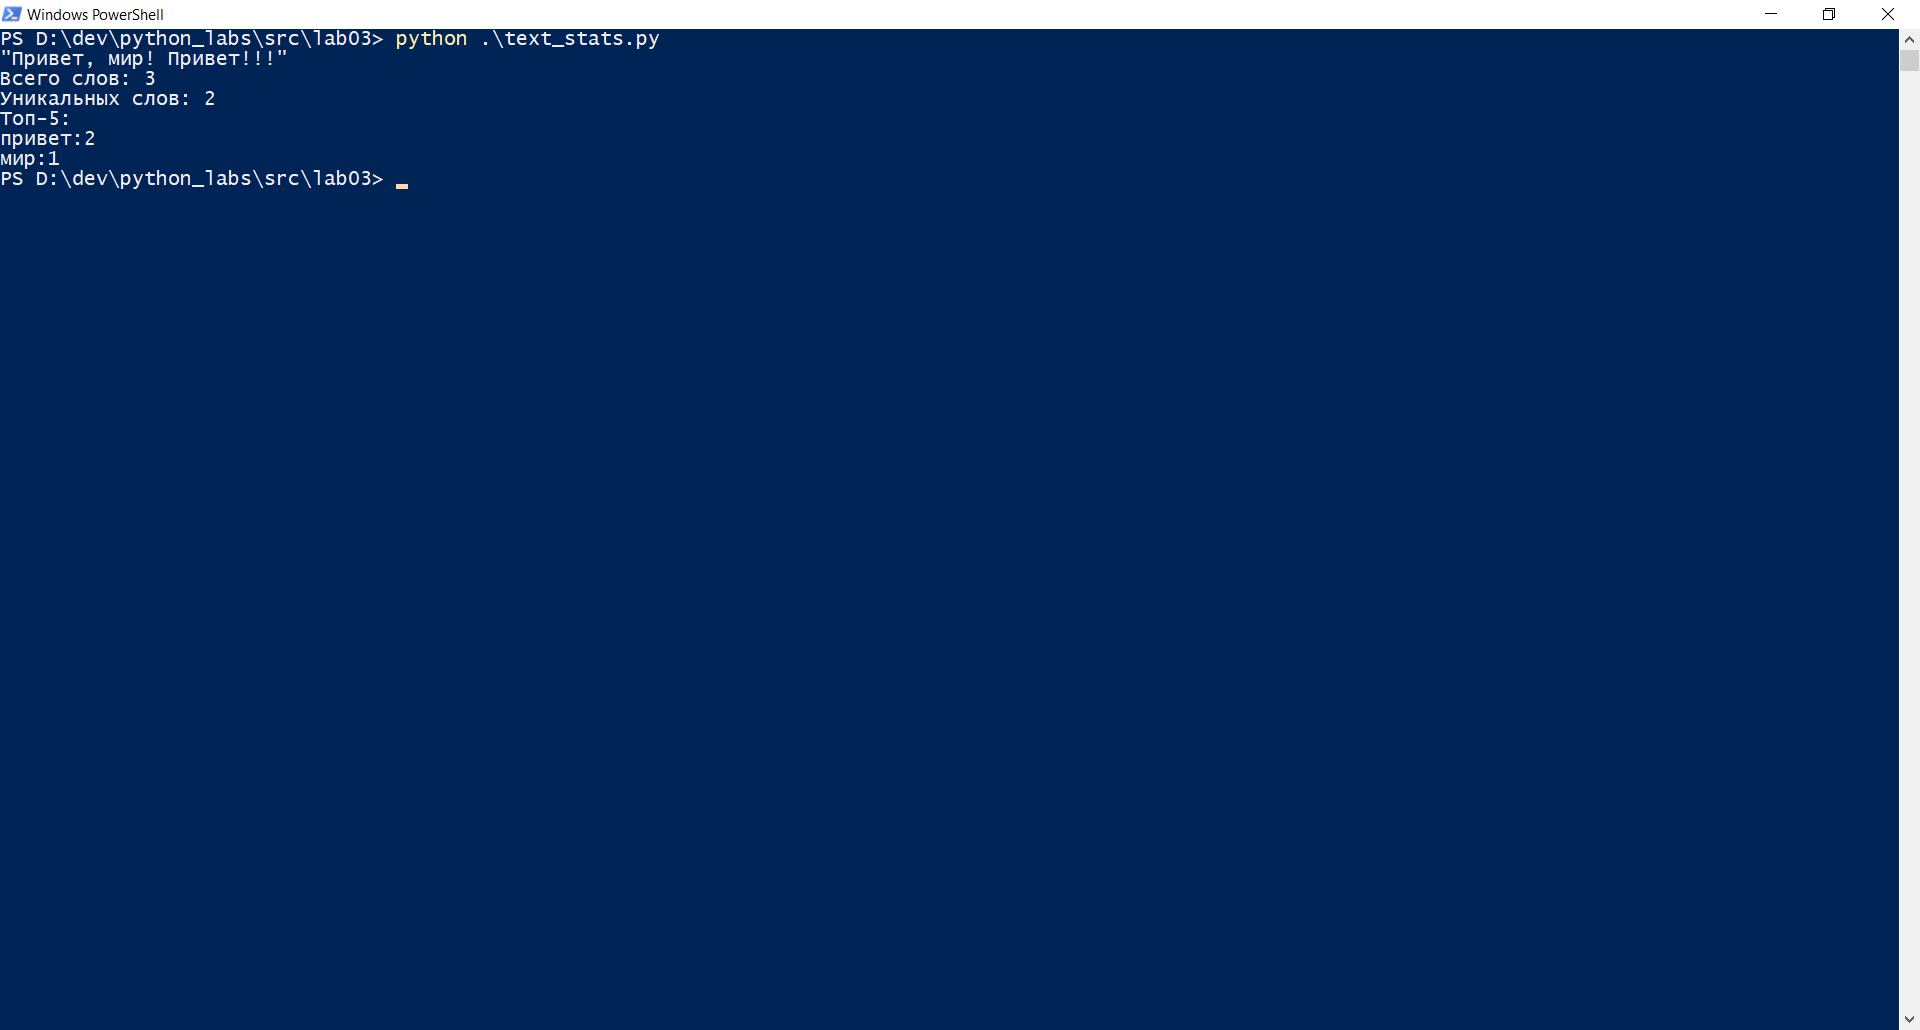 Windows PowerShell
PS D:\dev\python_labs\src\lab03> python .\text_stats.py
"Привет, мир! Привет!!!"
Всего слов: 3
Уникальных слов: 2
Топ-5:
привет:2
мир:1
PS D:\dev\python_labs\src\lab03>